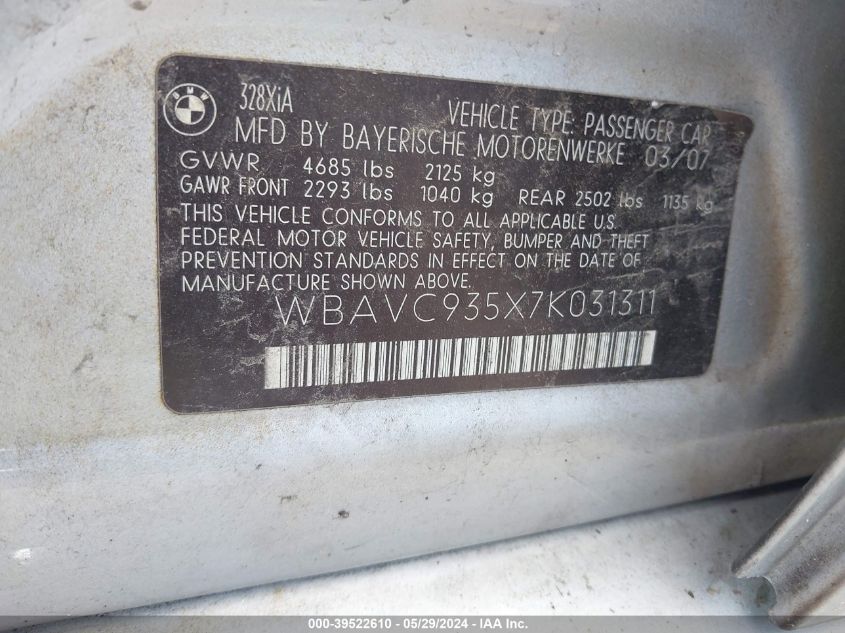 BMW
328XiA
VEHICLE TYPE: PASSENGER CAR
MFD BY BAYERISCHE MOTORENWERKE 03/07
GVWR 4685 lbs 2125 kg
GAWR FRONT 2293 lbs 1040 kg REAR 2502 lbs 1135 kg
THIS VEHICLE CONFORMS TO ALL APPLICABLE U.S.
FEDERAL MOTOR VEHICLE SAFETY, BUMPER AND THEFT
PREVENTION STANDARDS IN EFFECT ON THE DATE OF
MANUFACTURE SHOWN ABOVE.
WBAVC935X7K031311
000-39522610 - 05/29/2024 - IAA Inc.